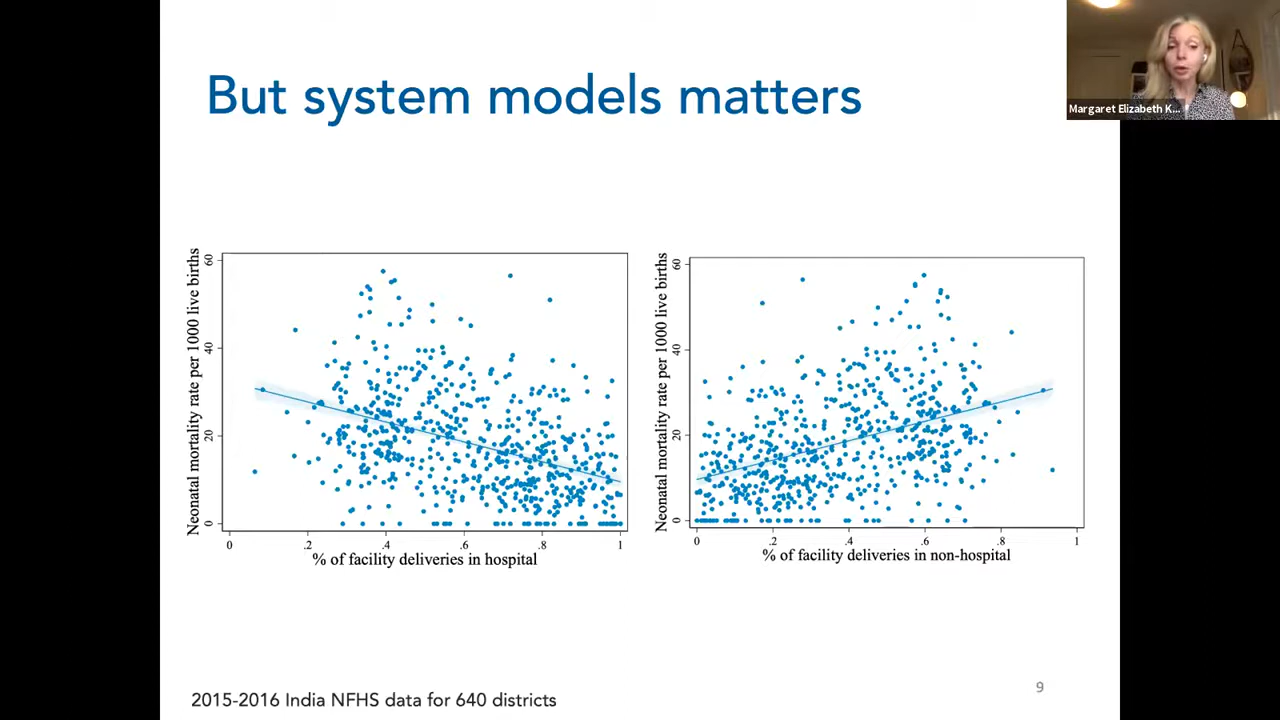 But system models matters
Margaret Elizabeth K...
Neonatal mortality rate per 1000 live births
60
40
20
0
0 .2 .4 .6 .8 1
% of facility deliveries in hospital
Neonatal mortality rate per 1000 live births
60
40
20
0
0 .2 .4 .6 .8 1
% of facility deliveries in non-hospital
2015-2016 India NFHS data for 640 districts
9